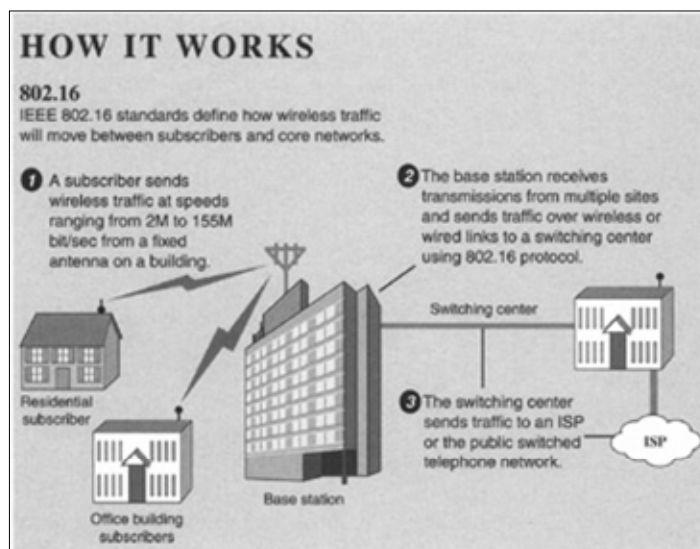 HOW IT WORKS
802.16
IEEE 802.16 standards define how wireless traffic
will move between subscribers and core networks.
1 A subscriber sends
wireless traffic at speeds
ranging from 2M to 155M
bit/sec from a fixed
antenna on a building.
2 The base station receives
transmissions from multiple sites
and sends traffic over wireless or
wired links to a switching center
using 802.16 protocol.
Switching center
Residential
subscriber
3 The switching center
sends traffic to an ISP
or the public switched
telephone network.
ISP
Base station
Office building
subscribers